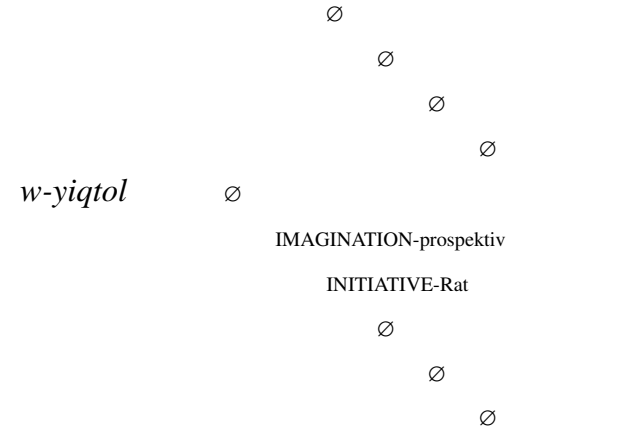 ∅
∅
∅
∅
w-yiqtol ∅
IMAGINATION-prospektiv
INITIATIVE-Rat
∅
∅
∅